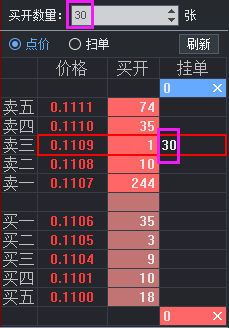 买开数量: 30 张
点价 扫单 刷新
价格 买开 挂单
0 ×
卖五 0.1111 74
卖四 0.1110 35
卖三 0.1109 1 30
卖二 0.1108 10
卖一 0.1107 244
买一 0.1106 35
买二 0.1105 3
买三 0.1104 9
买四 0.1101 10
买五 0.1100 18
0 ×